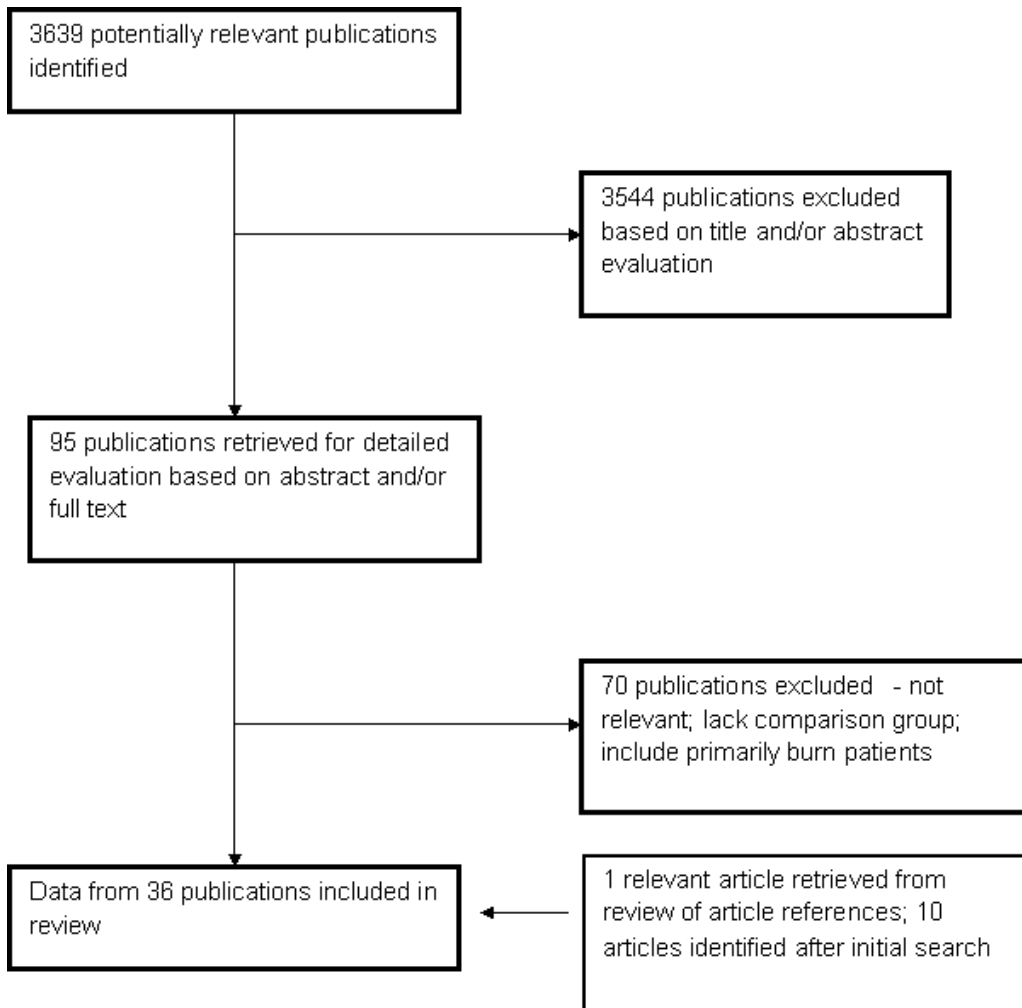 3639 potentially relevant publications
identified
3544 publications excluded
based on title and/or abstract
evaluation
95 publications retrieved for detailed
evaluation based on abstract and/or
full text
70 publications excluded - not
relevant; lack comparison group;
include primarily burn patients
Data from 36 publications included in
review
1 relevant article retrieved from
review of article references; 10
articles identified after initial search